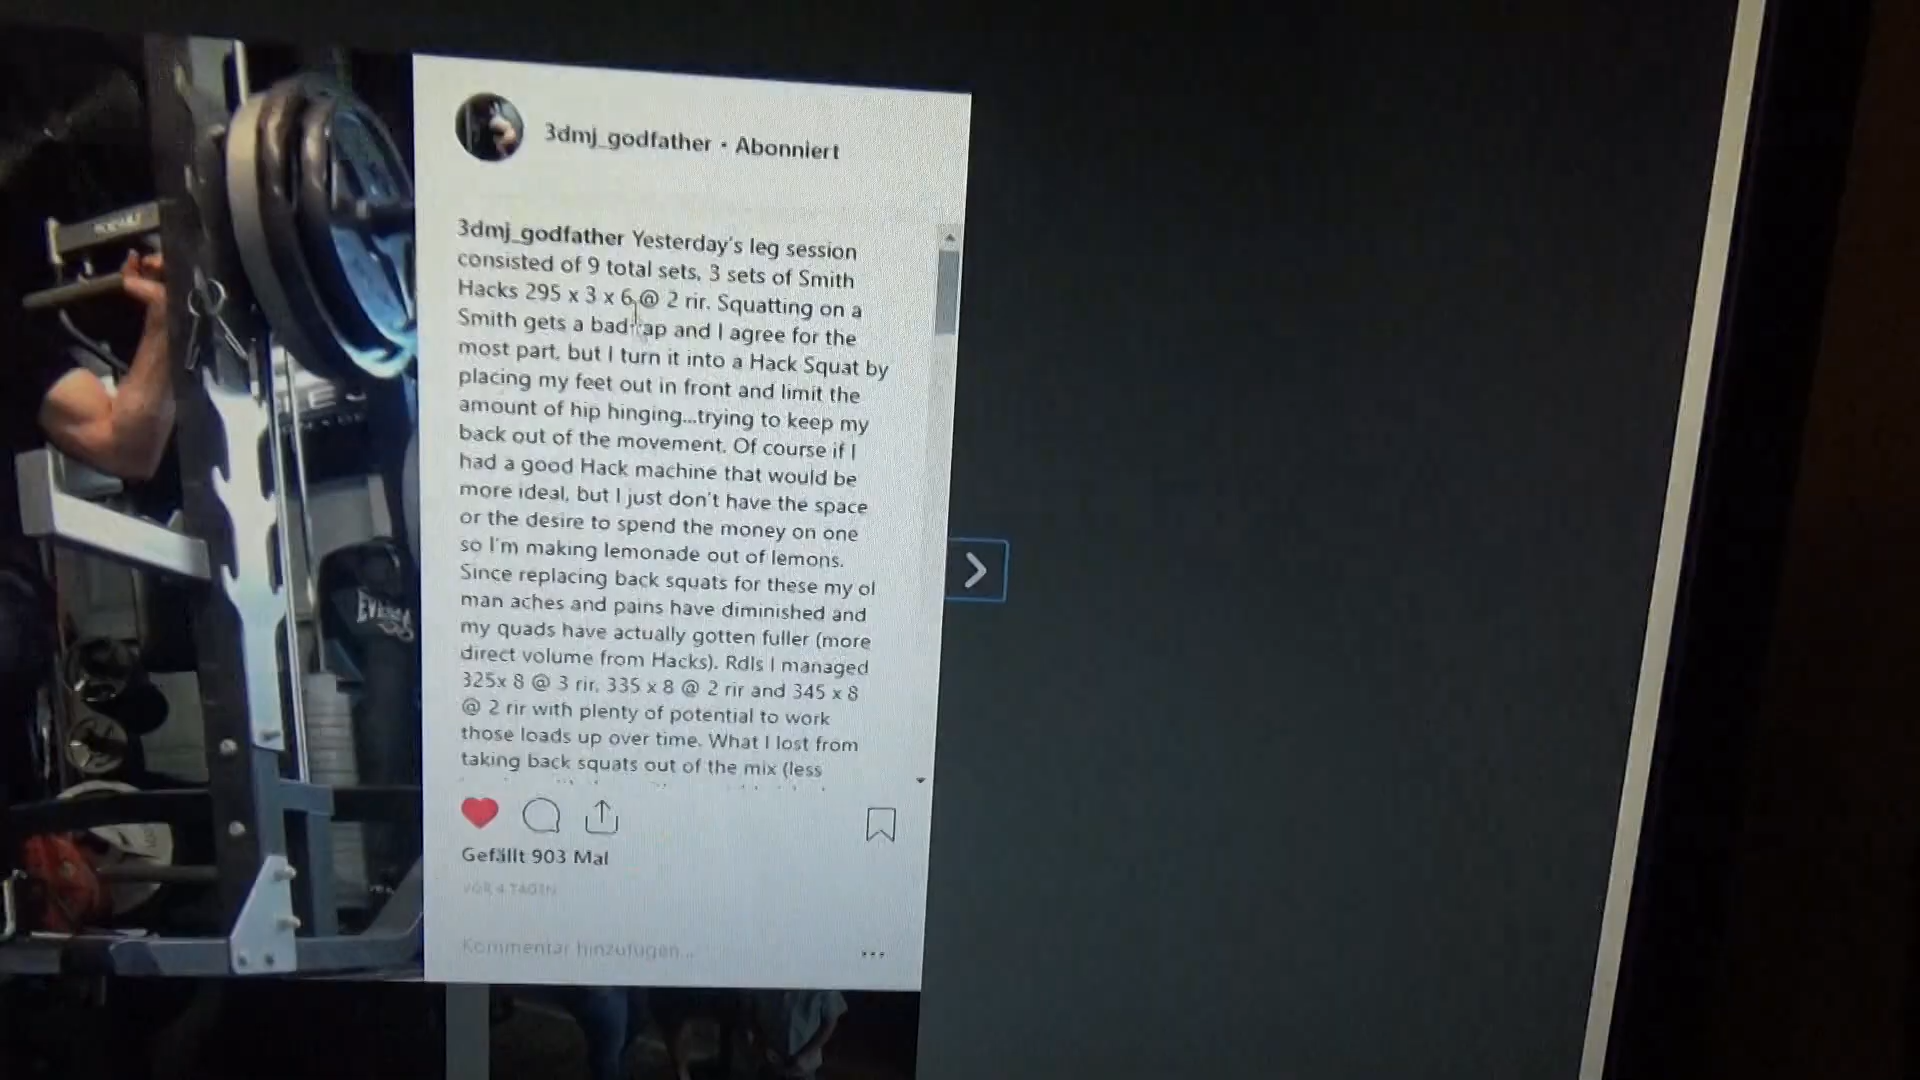 3dmj_godfather • Abonniert
3dmj_godfather Yesterday's leg session
consisted of 9 total sets, 3 sets of Smith
Hacks 295 x 3 x 6 @ 2 rir. Squatting on a
Smith gets a bad rap and I agree for the
most part, but I turn it into a Hack Squat by
placing my feet out in front and limit the
amount of hip hinging...trying to keep my
back out of the movement. Of course if I
had a good Hack machine that would be
more ideal, but I just don't have the space
or the desire to spend the money on one
so I'm making lemonade out of lemons.
Since replacing back squats for these my ol
man aches and pains have diminished and
my quads have actually gotten fuller (more
direct volume from Hacks). Rdls I managed
325x 8 @ 3 rir, 335 x 8 @ 2 rir and 345 x 8
@ 2 rir with plenty of potential to work
those loads up over time. What I lost from
taking back squats out of the mix (less
Gefällt 903 Mal
VOR 4 TAGEN
Kommentar hinzufügen...